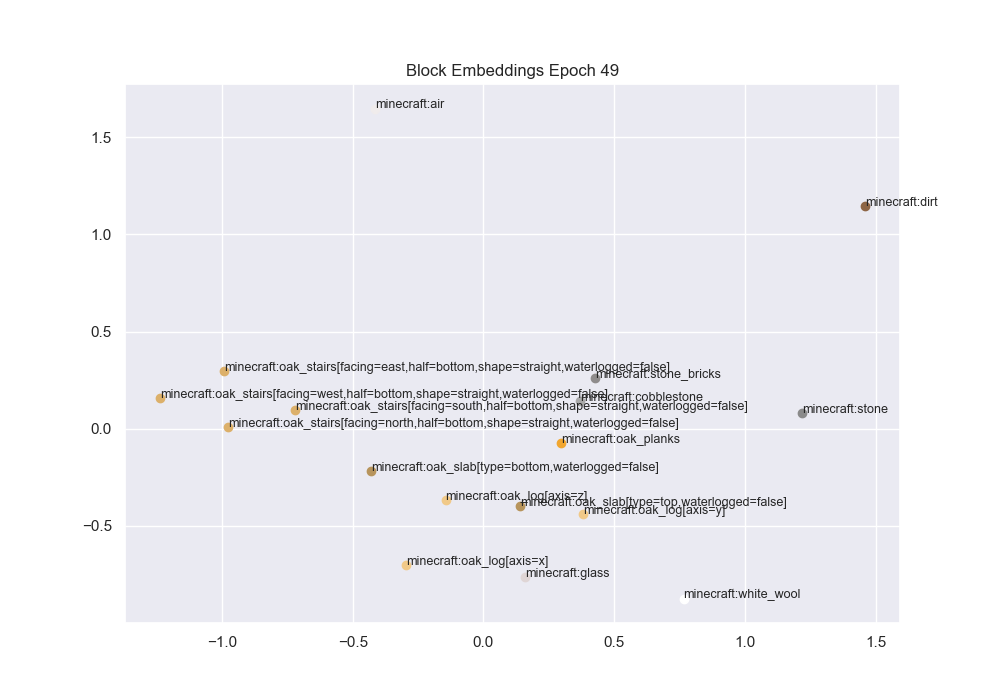 Block Embeddings Epoch 49
minecraft:air
1.5
minecraft:dirt
1.0
0.5
minecraft:oak_stairs[facing=east,half=bottom,shape=straight,waterlogged=false]
minecraft:stone_bricks
minecraft:oak_stairs[facing=west,half=bottom,shape=straight,waterlogged=false]
minecraft:cobblestone
minecraft:oak_stairs[facing=south,half=bottom,shape=straight,waterlogged=false]
minecraft:stone
minecraft:oak_stairs[facing=north,half=bottom,shape=straight,waterlogged=false]
0.0
minecraft:oak_planks
minecraft:oak_slab[type=bottom,waterlogged=false]
minecraft:oak_log[axis=z]
minecraft:oak_slab[type=top,waterlogged=false]
minecraft:oak_log[axis=y]
−0.5
minecraft:oak_log[axis=x]
minecraft:glass
minecraft:white_wool
−1.0 −0.5 0.0 0.5 1.0 1.5